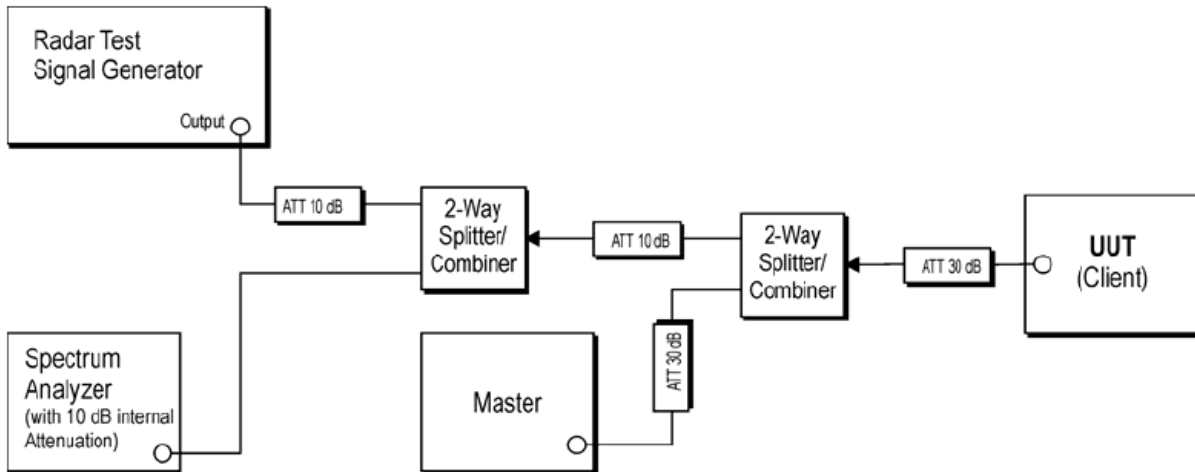 Radar Test
Signal Generator
Output
ATT 10 dB
2-Way
Splitter/
Combiner
ATT 10 dB
2-Way
Splitter/
Combiner
ATT 30 dB
UUT
(Client)
Spectrum
Analyzer
(with 10 dB internal
Attenuation)
Master
ATT 30 dB